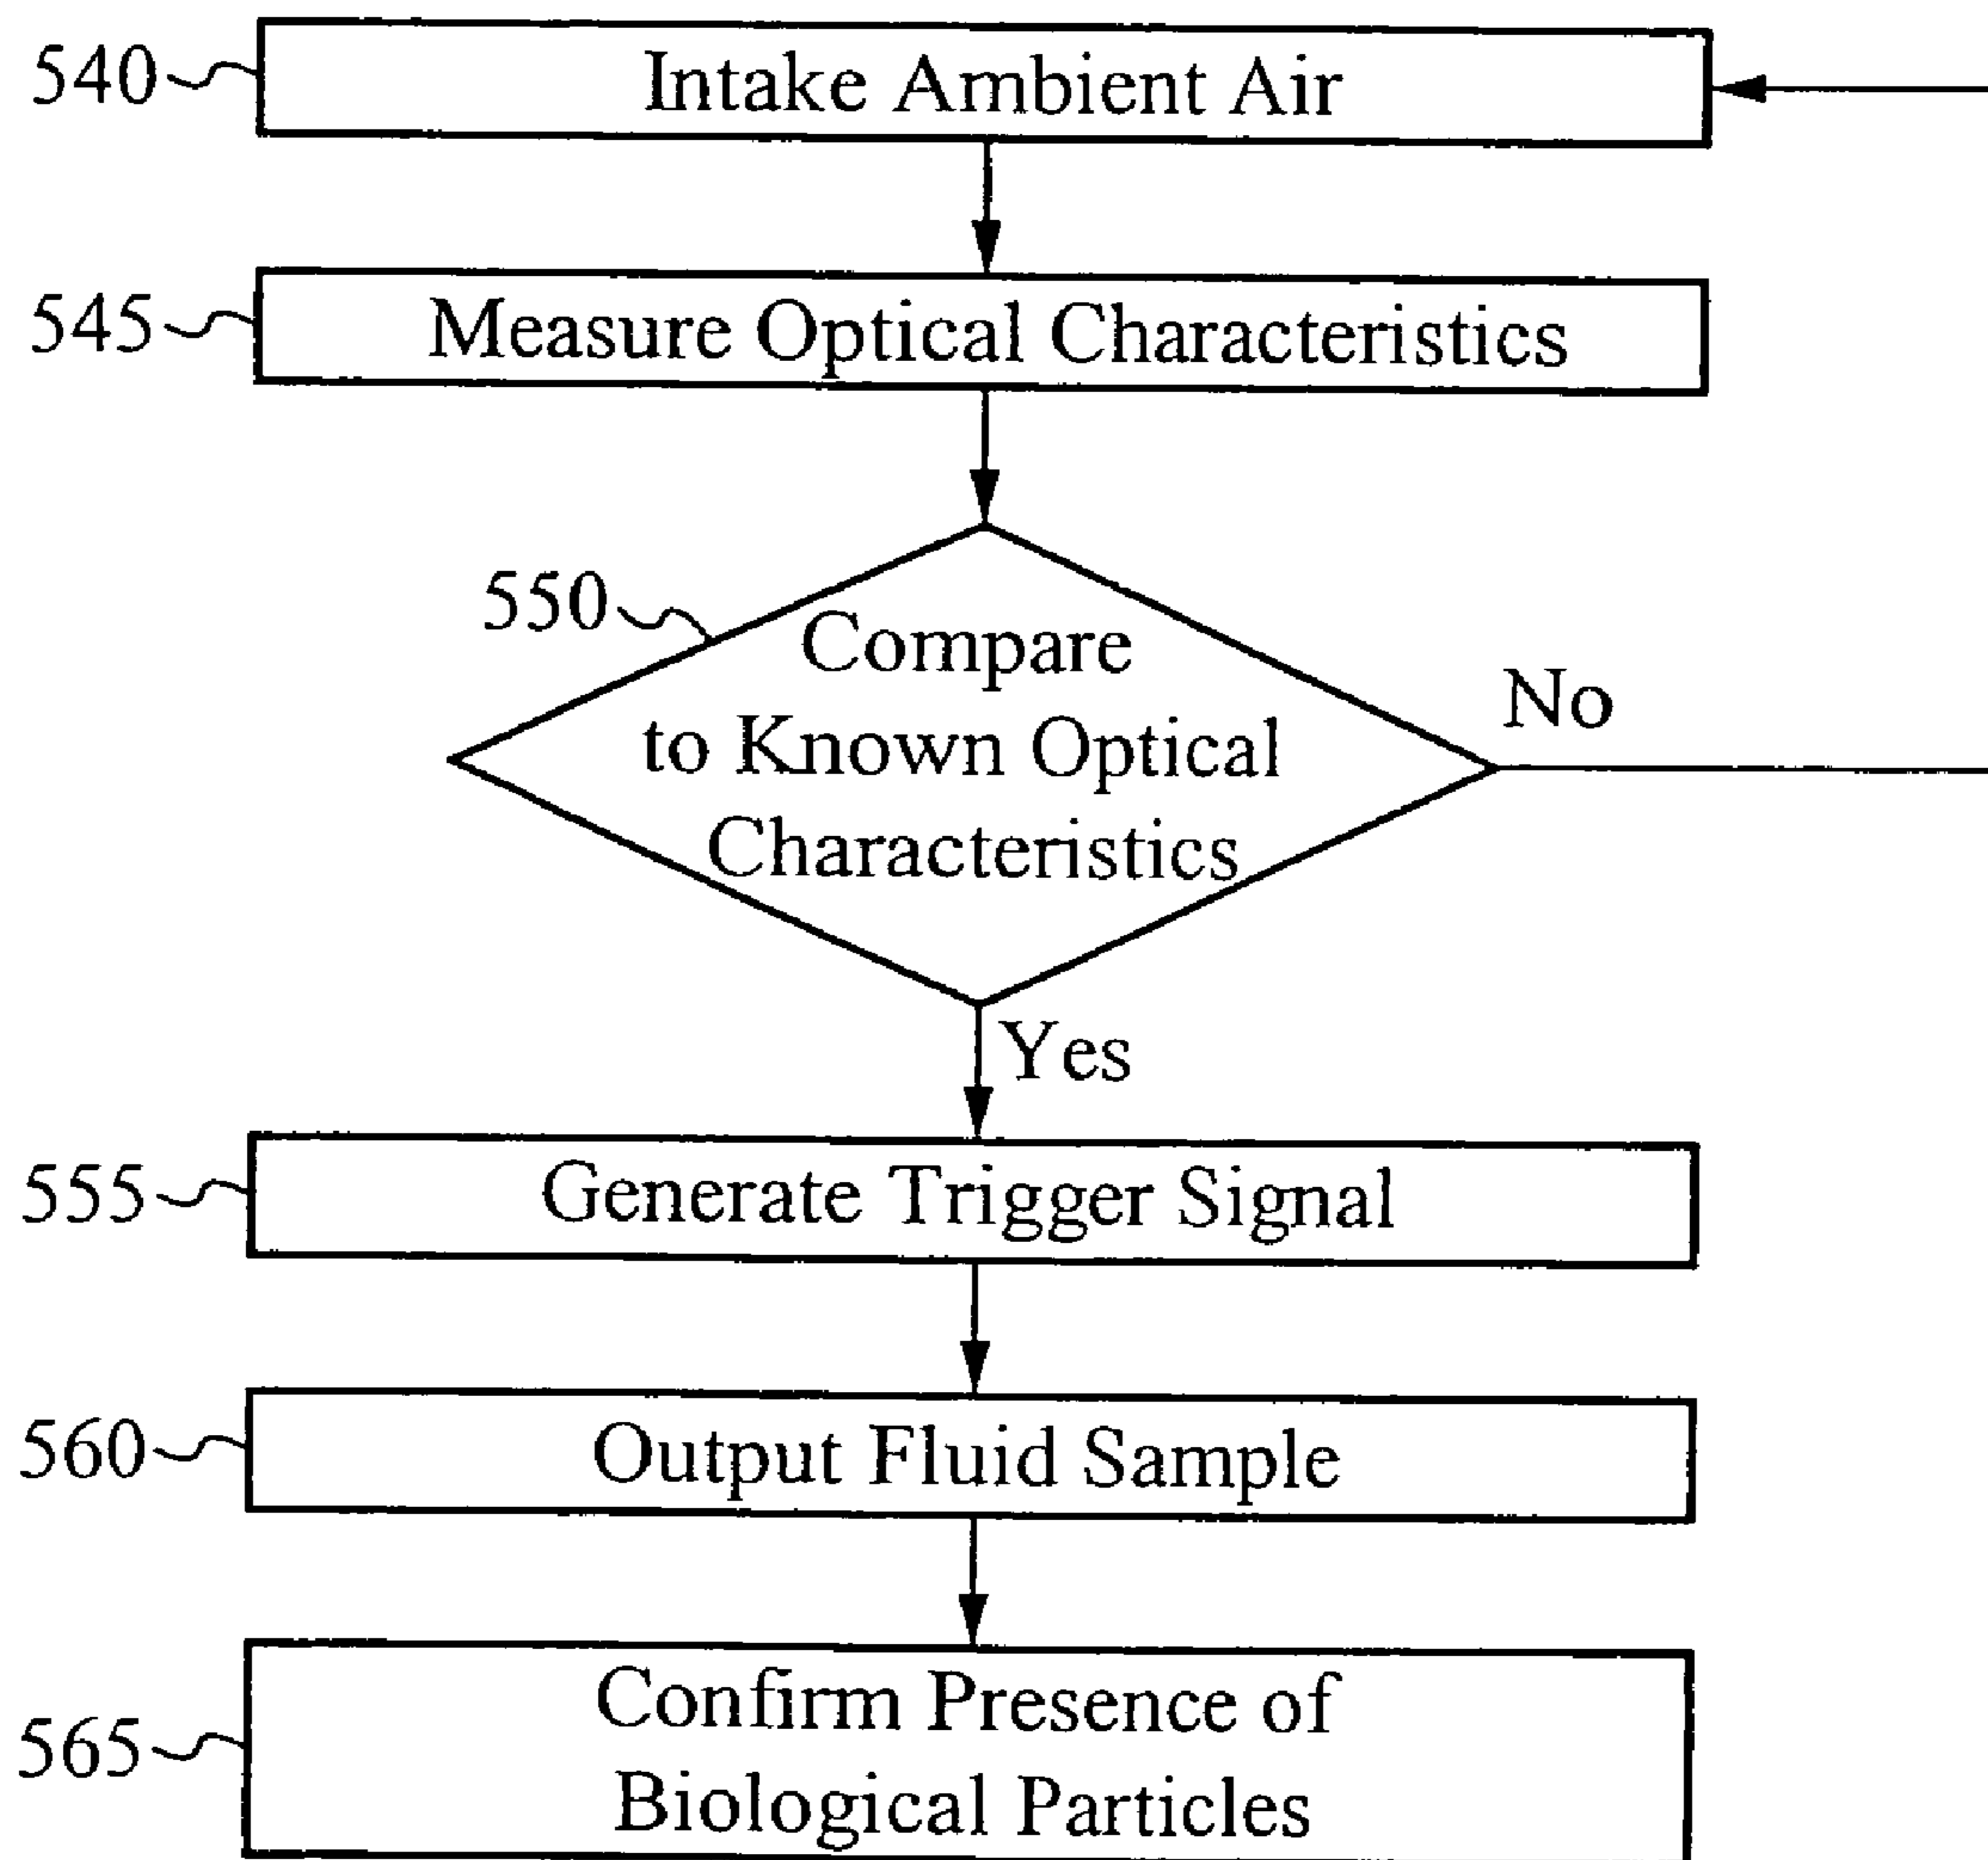 540
Intake Ambient Air
545
Measure Optical Characteristics
550
Compare
to Known Optical
Characteristics
No
Yes
555
Generate Trigger Signal
560
Output Fluid Sample
565
Confirm Presence of
Biological Particles